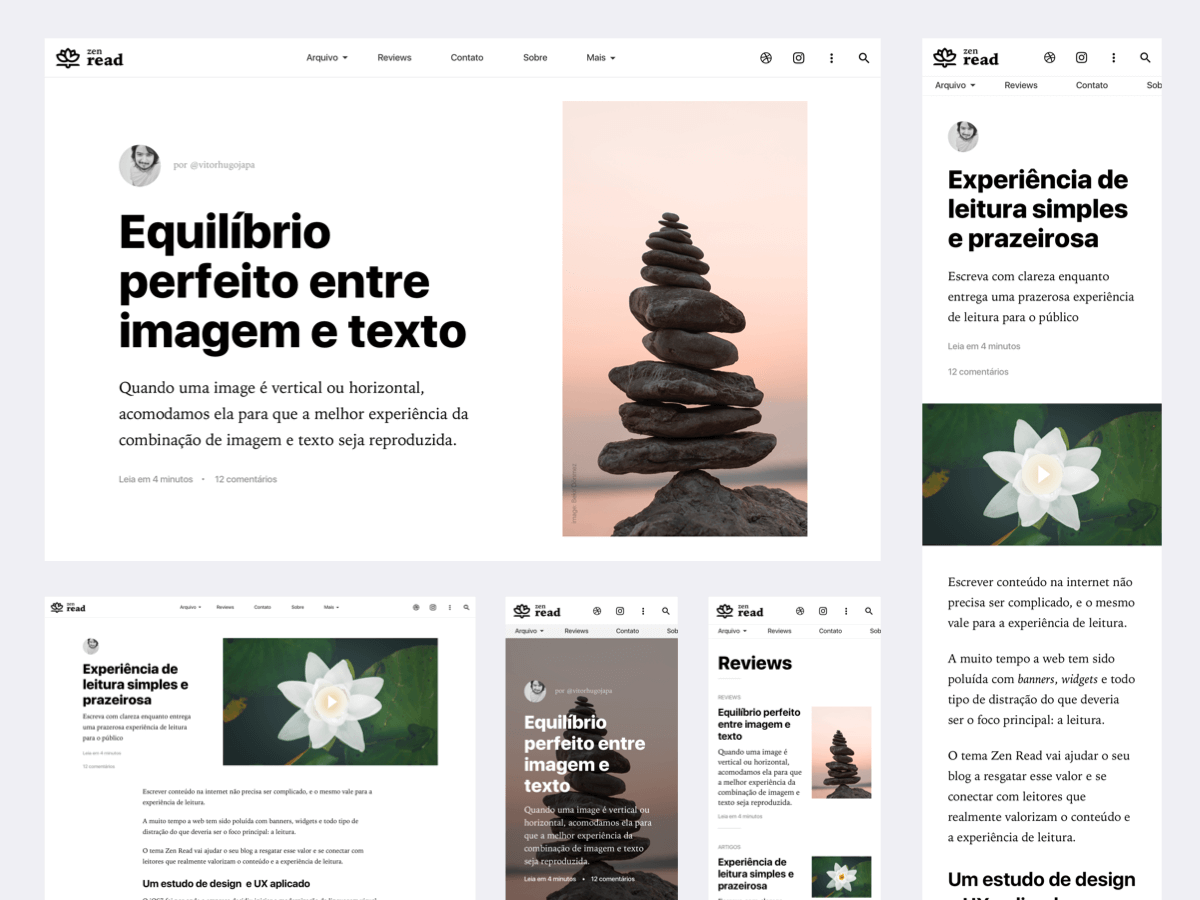 zen
read
Arquivo
Reviews
Contato
Sobre
Mais
por @vitorhugojapa
Equilíbrio
perfeito entre
imagem e texto
Quando uma image é vertical ou horizontal,
acomodamos ela para que a melhor experiência da
combinação de imagem e texto seja reproduzida.
Leia em 4 minutos • 12 comentários
zen
read
Arquivo
Reviews
Contato
Sob
Experiência de
leitura simples
e prazeirosa
Escreva com clareza enquanto
entrega uma prazerosa experiência
de leitura para o público
Leia em 4 minutos
12 comentários
Escrever conteúdo na internet não
precisa ser complicado, e o mesmo
vale para a experiência de leitura.
A muito tempo a web tem sido
poluída com banners, widgets e todo
tipo de distração do que deveria
ser o foco principal: a leitura.
O tema Zen Read vai ajudar o seu
blog a resgatar esse valor e se
conectar com leitores que
realmente valorizam o conteúdo e
a experiência de leitura.
Um estudo de design
zen
read
Arquivo
Reviews
Contato
Sobre
Mais
Experiência de
leitura simples e
prazeirosa
Escreva com clareza enquanto entrega
uma prazerosa experiência de leitura
para o público
Leia em 4 minutos
12 comentários
Escrever conteúdo na internet não precisa ser complicado, e o mesmo vale para a
experiência de leitura.
A muito tempo a web tem sido poluída com banners, widgets e todo tipo de
distração do que deveria ser o foco principal: a leitura.
O tema Zen Read vai ajudar o seu blog a resgatar esse valor e se conectar com
leitores que realmente valorizam o conteúdo e a experiência de leitura.
Um estudo de design e UX aplicado
zen
read
Arquivo
Reviews
Contato
Sob
por @vitorhugojapa
Equilíbrio
perfeito entre
imagem e
texto
Quando uma image é vertical ou
horizontal, acomodamos ela para
que a melhor experiência da
combinação de imagem e texto
seja reproduzida.
Leia em 4 minutos • 12 comentários
zen
read
Arquivo
Reviews
Contato
Sob
Reviews
REVIEWS
Equilíbrio perfeito
entre imagem e
texto
Quando uma image é
vertical ou horizontal,
acomodamos ela para que
a melhor experiência da
combinação de imagem e
texto seja reproduzida.
Leia em 4 minutos
ARTIGOS
Experiência de
leitura simples e
prazeirosa